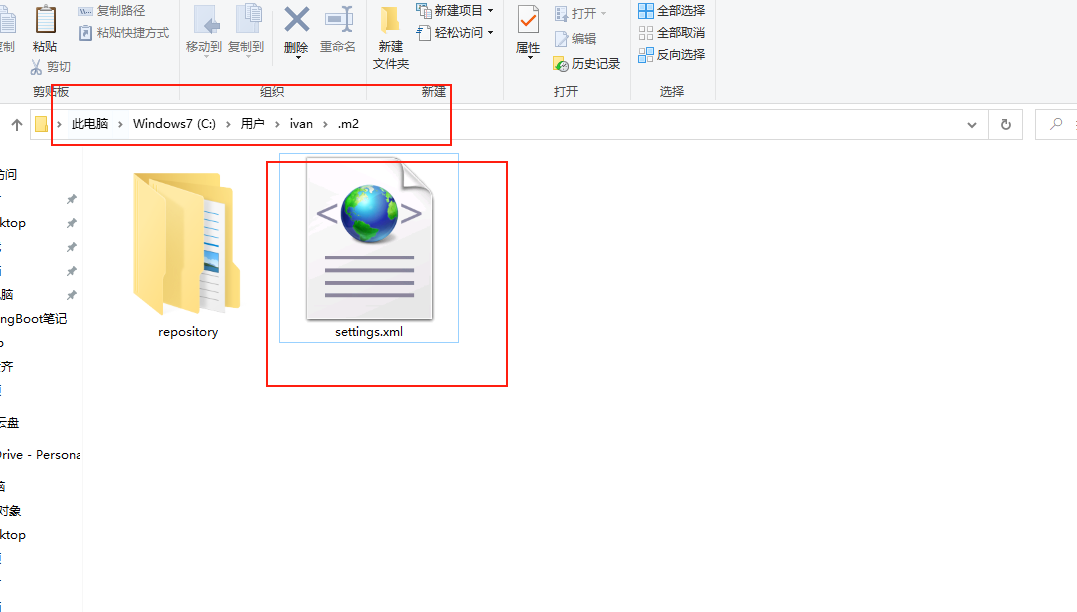 复制路径
粘贴快捷方式
粘贴
剪切
剪贴板
移动到
复制到
删除
重命名
组织
新建
文件夹
新建项目
轻松访问
新建
属性
打开
编辑
历史记录
打开
全部选择
全部取消
反向选择
选择
此电脑 > Windows7 (C:) > 用户 > ivan > .m2
访问
ktop
脑
ngBoot笔记
齐
云盘
Drive - Persona
脑
对象
ktop
repository
settings.xml